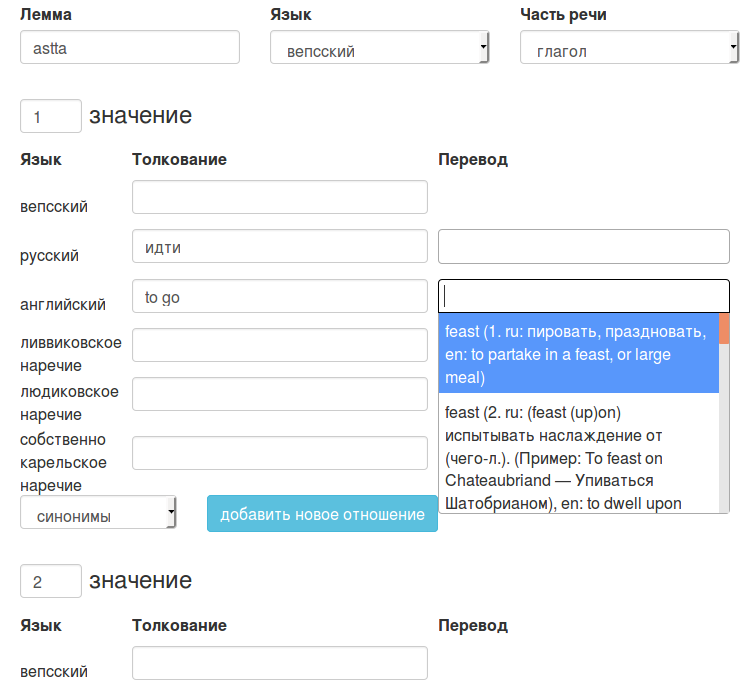 Лемма Язык Часть речи
astta вепсский глагол
1 значение
Язык Толкование Перевод
вепсский
русский идти
английский to go
feast (1. ru: пировать, праздновать,
en: to partake in a feast, or large
meal)
feast (2. ru: (feast (up)on)
испытывать наслаждение от
(чего-л.). (Пример: To feast on
Chateaubriand — Упиваться
Шатобрианом), en: to dwell upon
ливвиковское
наречие
людиковское
наречие
собственно
карельское
наречие
синонимы добавить новое отношение
2 значение
Язык Толкование Перевод
вепсский